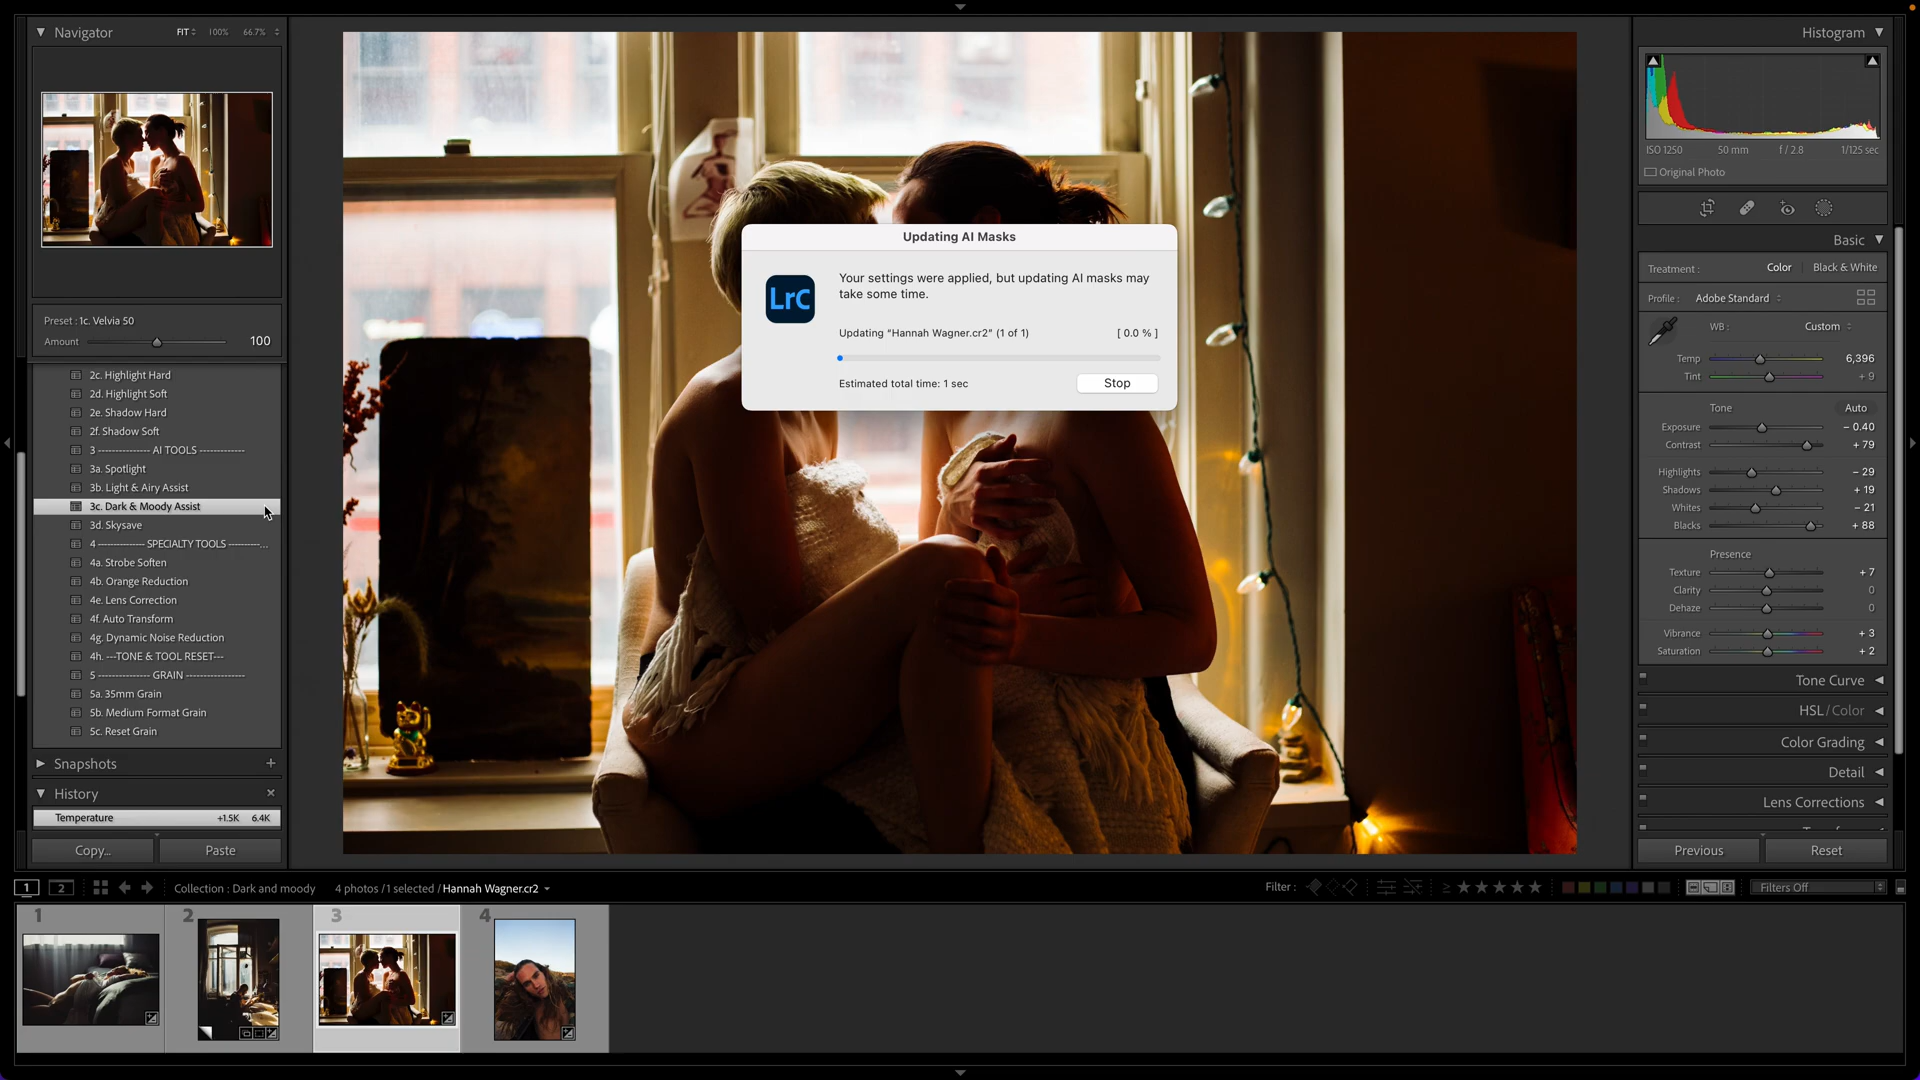 Navigator
FIT 100% 66.7%
Preset : 1c. Velvia 50
Amount 100
2c. Highlight Hard
2d. Highlight Soft
2e. Shadow Hard
2f. Shadow Soft
3 --------------- AI TOOLS -------------
3a. Spotlight
3b. Light & Airy Assist
3c. Dark & Moody Assist
3d. Skysave
4 -------------- SPECIALTY TOOLS ----------...
4a. Strobe Soften
4b. Orange Reduction
4e. Lens Correction
4f. Auto Transform
4g. Dynamic Noise Reduction
4h. ---TONE & TOOL RESET---
5 --------------- GRAIN -----------------
5a. 35mm Grain
5b. Medium Format Grain
5c. Reset Grain
Snapshots +
History ×
Temperature +1.5K 6.4K
Copy... Paste
Updating AI Masks
LrC
Your settings were applied, but updating AI masks may
take some time.
Updating “Hannah Wagner.cr2” (1 of 1) [ 0.0 % ]
Estimated total time: 1 sec
Stop
Histogram
ISO 1250 50 mm f / 2.8 1/125 sec
Original Photo
Basic
Treatment : Color Black & White
Profile : Adobe Standard
WB : Custom
Temp 6,396
Tint + 9
Tone Auto
Exposure – 0.40
Contrast + 79
Highlights – 29
Shadows + 19
Whites – 21
Blacks + 88
Presence
Texture + 7
Clarity 0
Dehaze 0
Vibrance + 3
Saturation + 2
Tone Curve
HSL / Color
Color Grading
Detail
Lens Corrections
Previous Reset
1 2 Collection : Dark and moody 4 photos / 1 selected / Hannah Wagner.cr2
Filter : ≥ ★★★★★ Filters Off
1
2
3
4